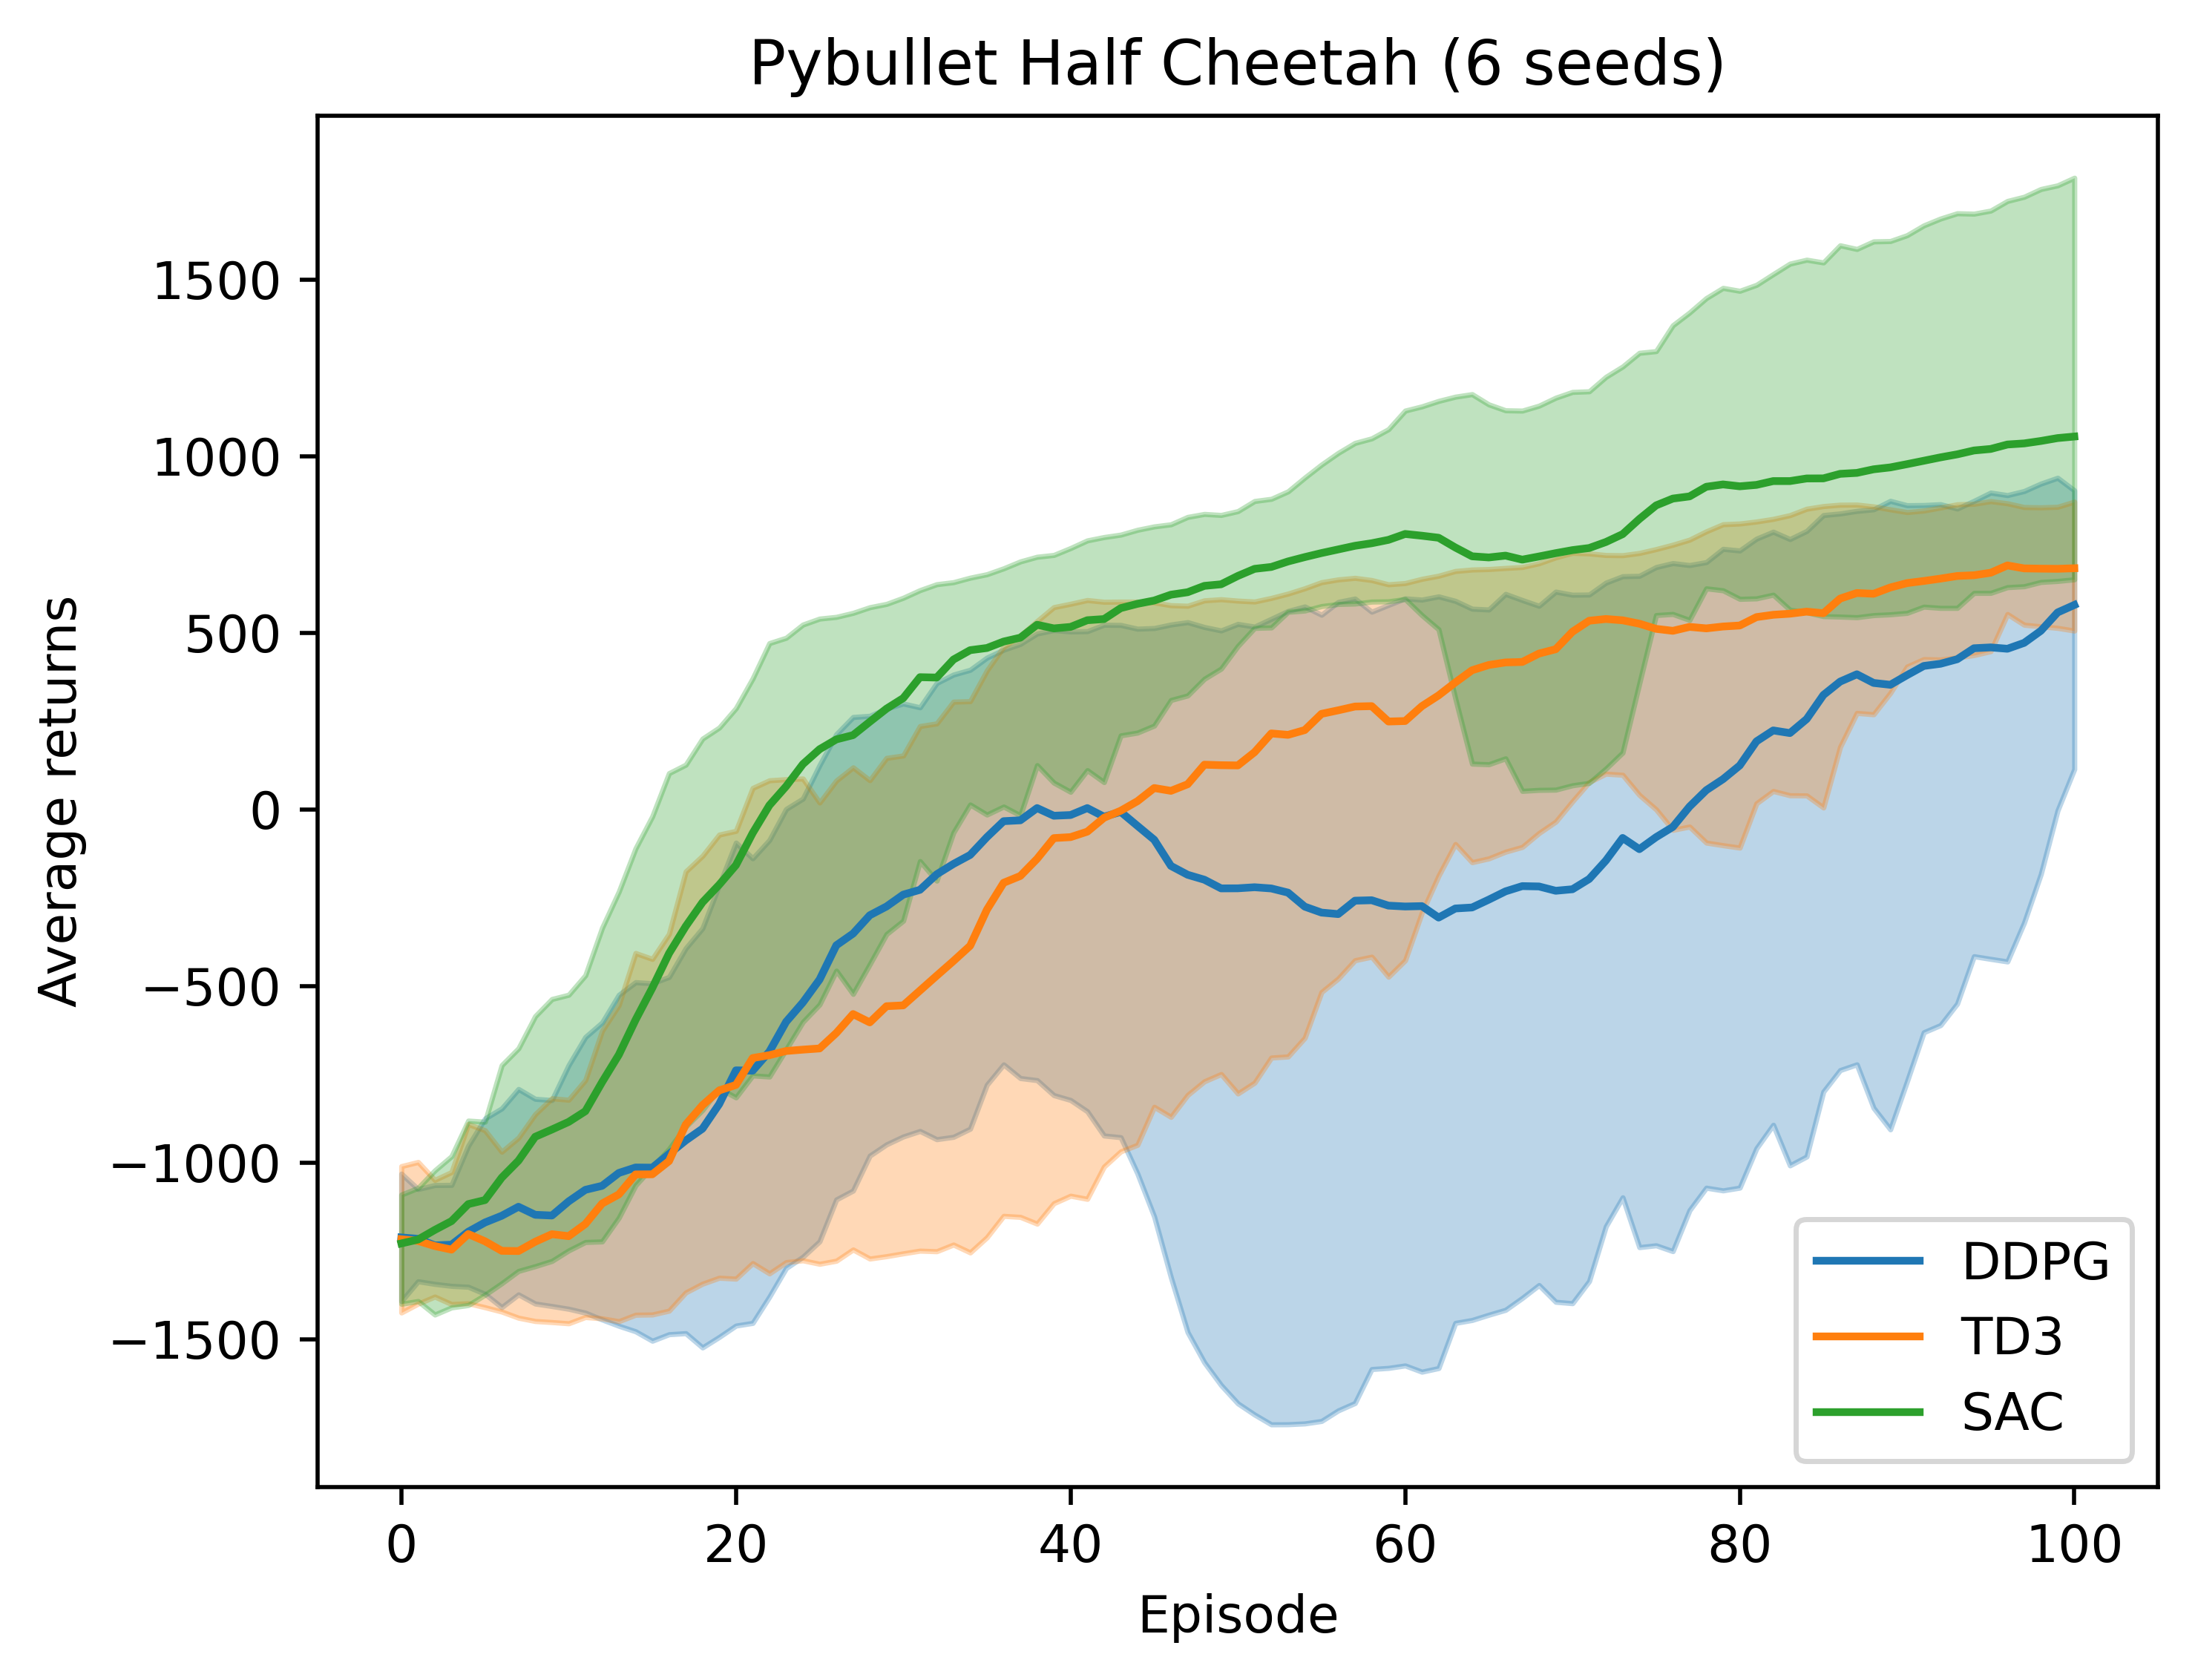 Pybullet Half Cheetah (6 seeds)
Average returns
1500
1000
500
0
−500
−1000
−1500
0 20 40 60 80 100
Episode
DDPG
TD3
SAC